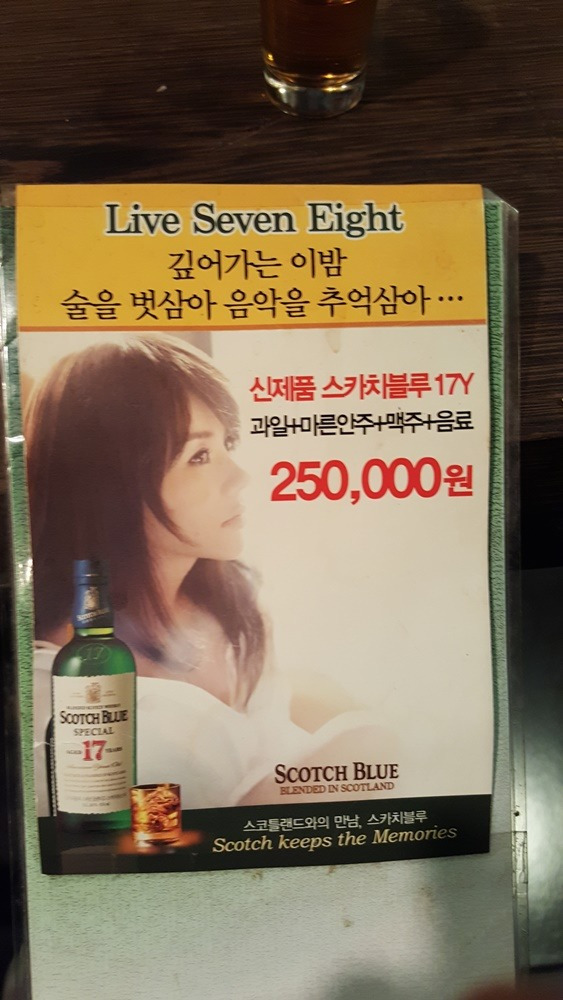 Live Seven Eight
깊어가는 이밤
술을 벗삼아 음악을 추억삼아 ···
신제품 스카치블루 17Y
과일+마른안주+맥주+음료
250,000원
17
SCOTCH BLUE
SPECIAL
AGED 17 YEARS
SCOTCH BLUE
BLENDED IN SCOTLAND
스코틀랜드와의 만남, 스카치블루
Scotch keeps the Memories